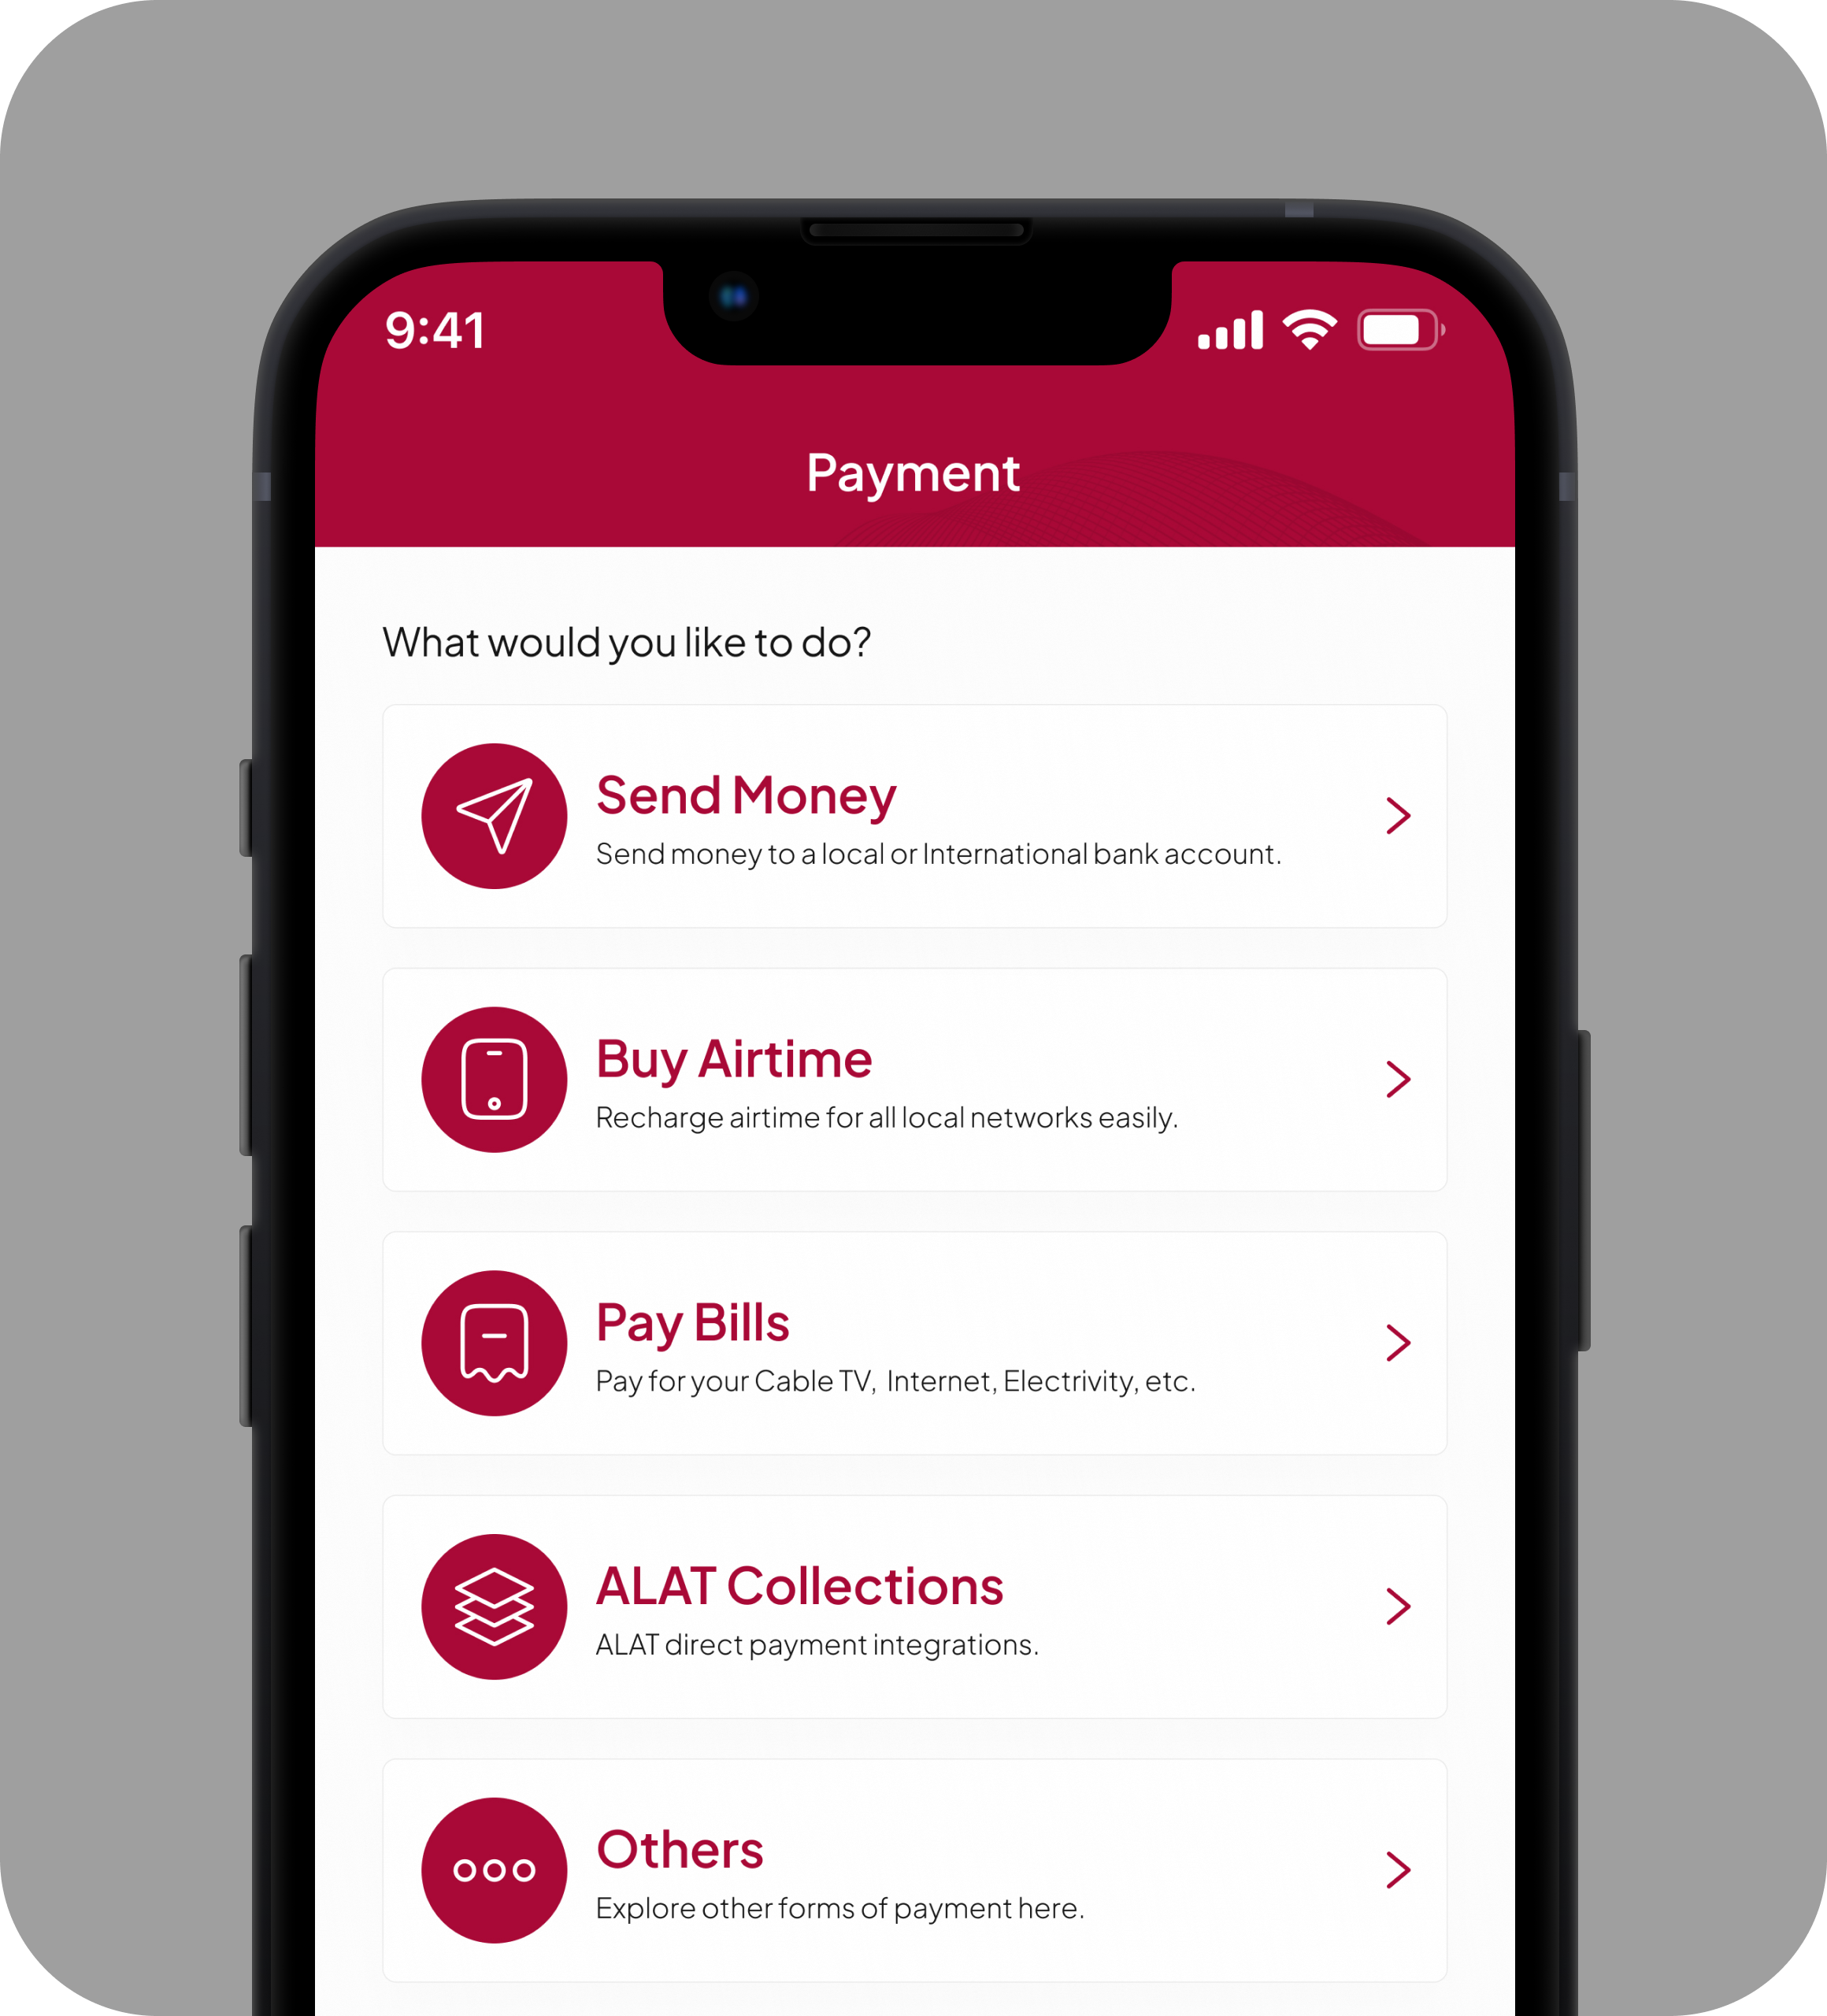 9:41
Payment
What would you like to do?
Send Money
Send money to a local or International bank account.
Buy Airtime
Recharge airtime for all local networks easily.
Pay Bills
Pay for your Cable TV, Internet, Electrivity, etc.
ALAT Collections
ALAT direct payment integrations.
Others
Explore other forms of payment here.